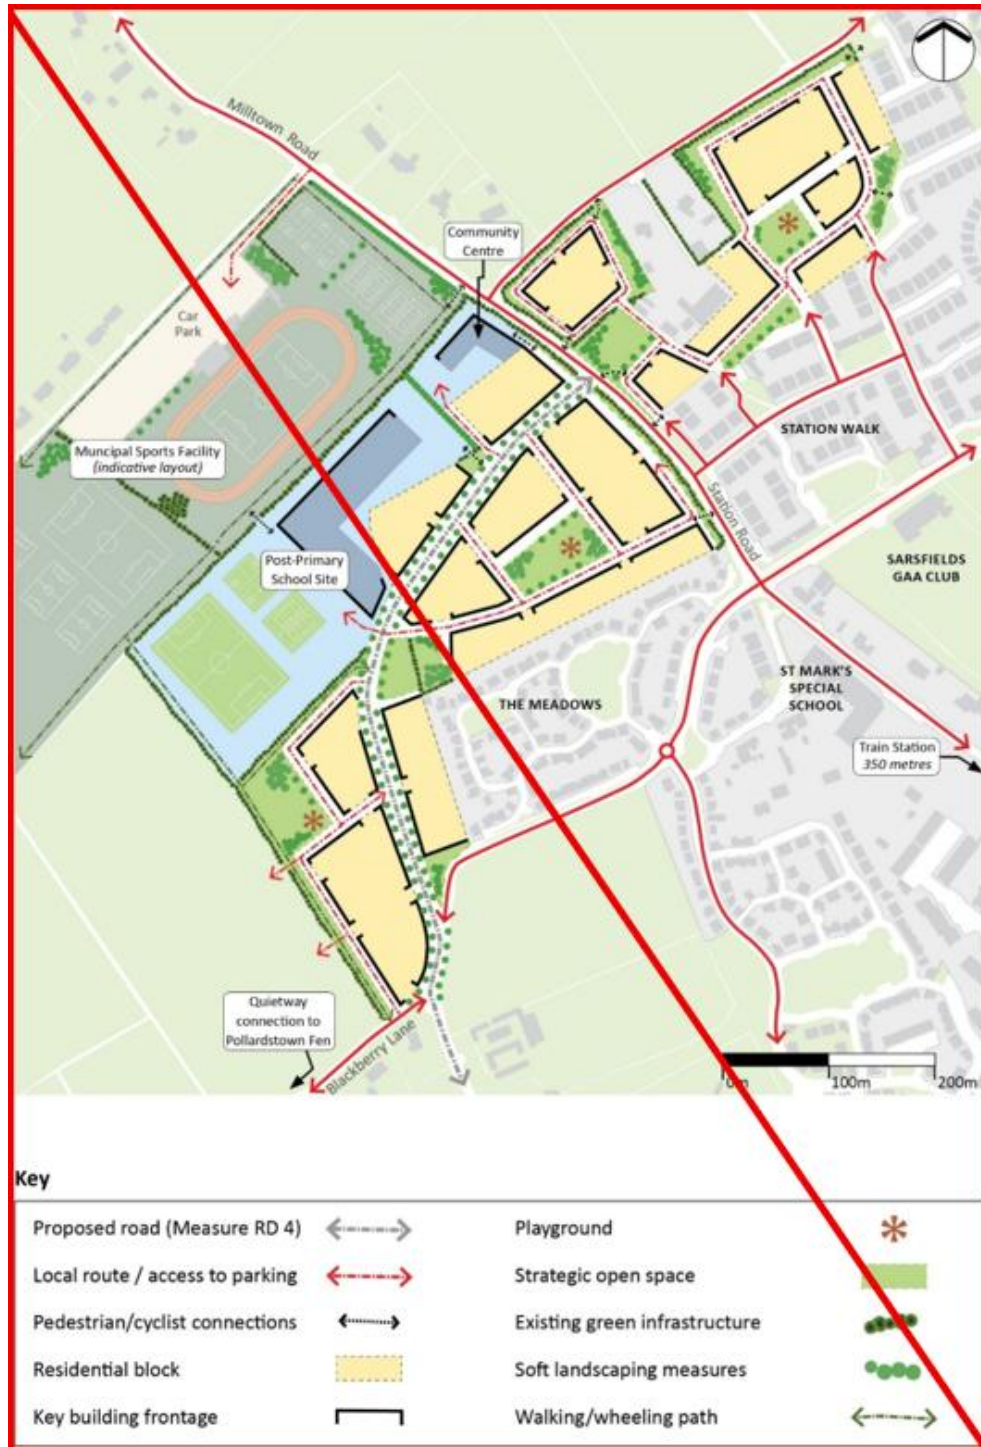 Milltown Road
Community
Centre
Car
Park
Muncipal Sports Facility
(indicative layout)
STATION WALK
Station Road
Post-Primary
School Site
SARSFIELDS
GAA CLUB
THE MEADOWS
ST MARK'S
SPECIAL
SCHOOL
Train Station
350 metres
Quietway
connection to
Pollardstown Fen
Blackberry Lane
0m 100m 200m
Key
Proposed road (Measure RD 4)
Playground
Local route / access to parking
Strategic open space
Pedestrian/cyclist connections
Existing green infrastructure
Residential block
Soft landscaping measures
Key building frontage
Walking/wheeling path